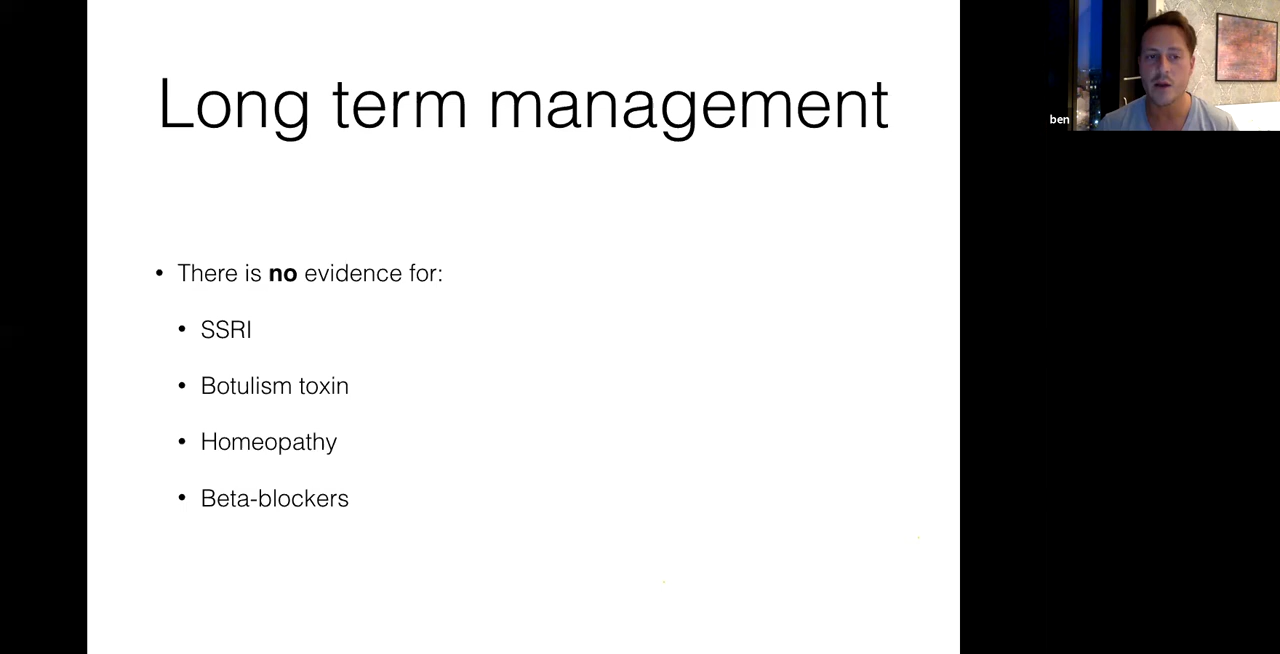 Long term management
• There is no evidence for:
• SSRI
• Botulism toxin
• Homeopathy
• Beta-blockers
ben